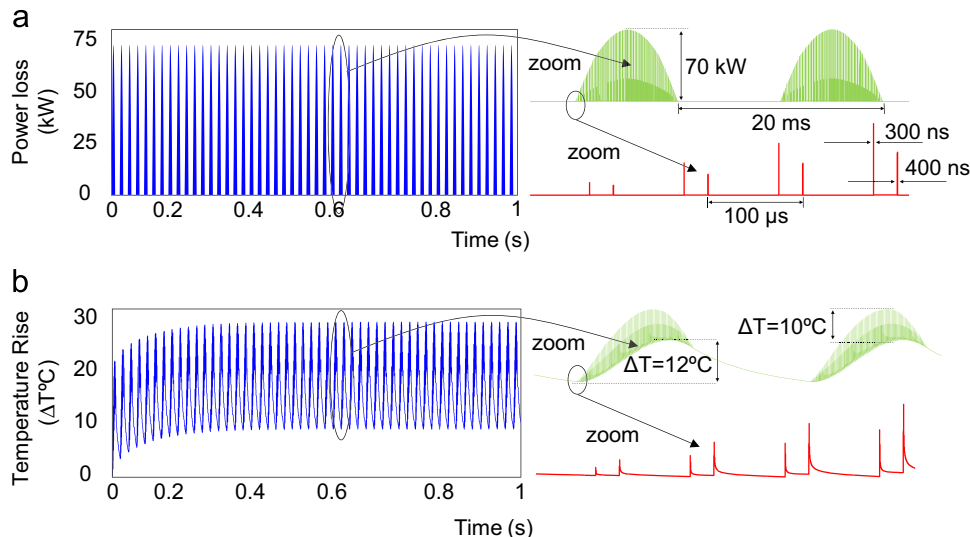 a
Power loss
(kW)
75
50
25
0
0
0.2
0.4
0.6
0.8
1
Time (s)
zoom
70 kW
20 ms
zoom
300 ns
400 ns
100 µs
b
Temperature Rise
(ΔTºC)
30
20
10
0
0
0.2
0.4
0.6
0.8
1
Time (s)
zoom
ΔT=12ºC
ΔT=10ºC
zoom